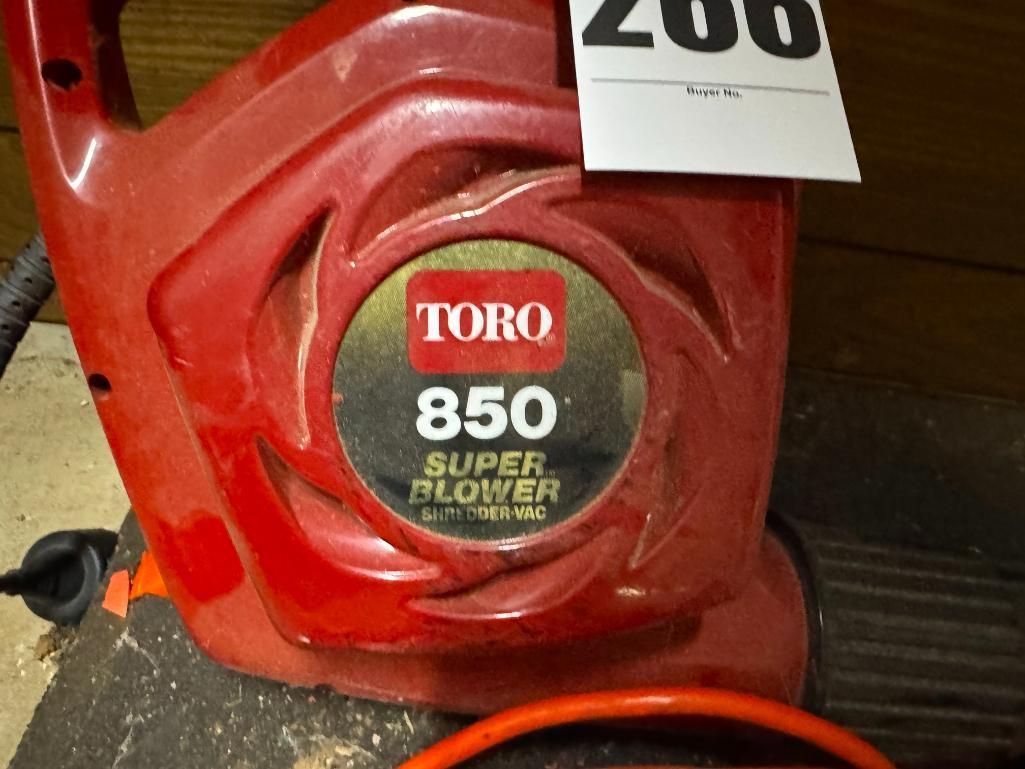 266
Buyer No.
TORO
850
SUPER
BLOWER
SHREDDER-VAC